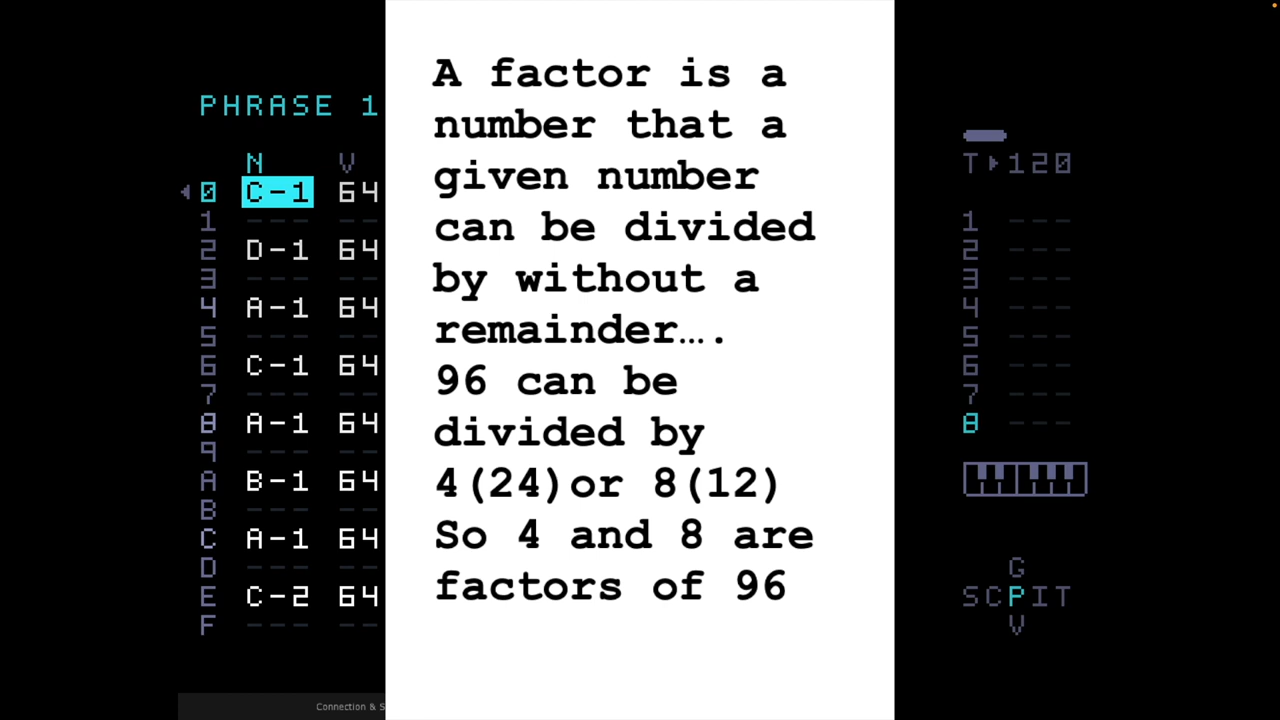 PHRASE 1
N V
0 C-1 64
1 --- --
2 D-1 64
3 --- --
4 A-1 64
5 --- --
6 C-1 64
7 --- --
8 A-1 64
9 --- --
A B-1 64
B --- --
C A-1 64
D --- --
E C-2 64
F --- --
Connection & S
A factor is a
number that a
given number
can be divided
by without a
remainder….
96 can be
divided by
4(24)or 8(12)
So 4 and 8 are
factors of 96
T 120
1 ---
2 ---
3 ---
4 ---
5 ---
6 ---
7 ---
8 ---
G
SCPIT
V